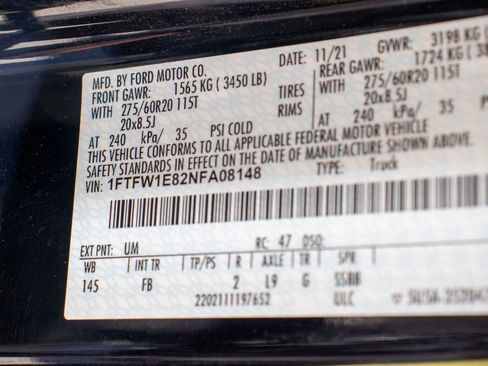 MFD. BY FORD MOTOR CO.
DATE: 11/21 GVWR: 3198 KG
FRONT GAWR: 1565 KG ( 3450 LB)
REAR GAWR: 1724 KG
WITH 275/60R20 115T TIRES WITH 275/60R20 115T
20x8.5J RIMS 20x8.5J
AT 240 kPa/ 35 PSI COLD AT 240 kPa/ 35
THIS VEHICLE CONFORMS TO ALL APPLICABLE FEDERAL MOTOR VEHICLE
SAFETY STANDARDS IN EFFECT ON THE DATE OF MANUFACTURE SHOWN
VIN: 1FTFW1E82NFA08148 TYPE: Truck
EXT PNT: UM RC: 47 DSO:
WB INT TR TP/PS R AXLE TR SPR
145 FB 2 L9 G S5BB
2202111197652 ULC